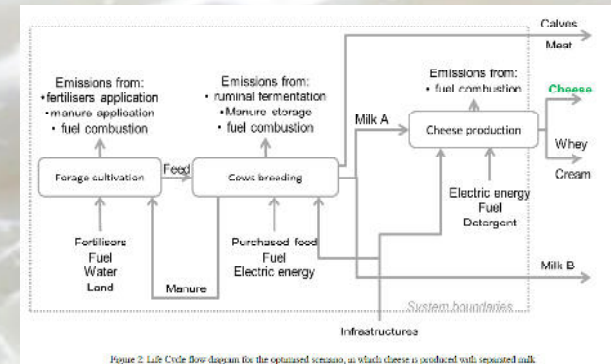 Calves
Meat
Emissions from:
•fertilisers application
•manure application
• fuel combustion
Emissions from:
• ruminal fermentation
•Manure storage
• fuel combustion
Emissions from:
• fuel combustion
Cheese
Milk A
Cheese production
Whey
Cream
Forage cultivation
Feed
Cows breeding
Electric energy
Fuel
Detergent
Fertilisers
Fuel
Water
Land
Manure
Purchased food
Fuel
Electric energy
Milk B
System boundaries
Infrastructures
Figure 2: Life Cycle flow diagram for the optimised scenario, in which cheese is produced with separated milk